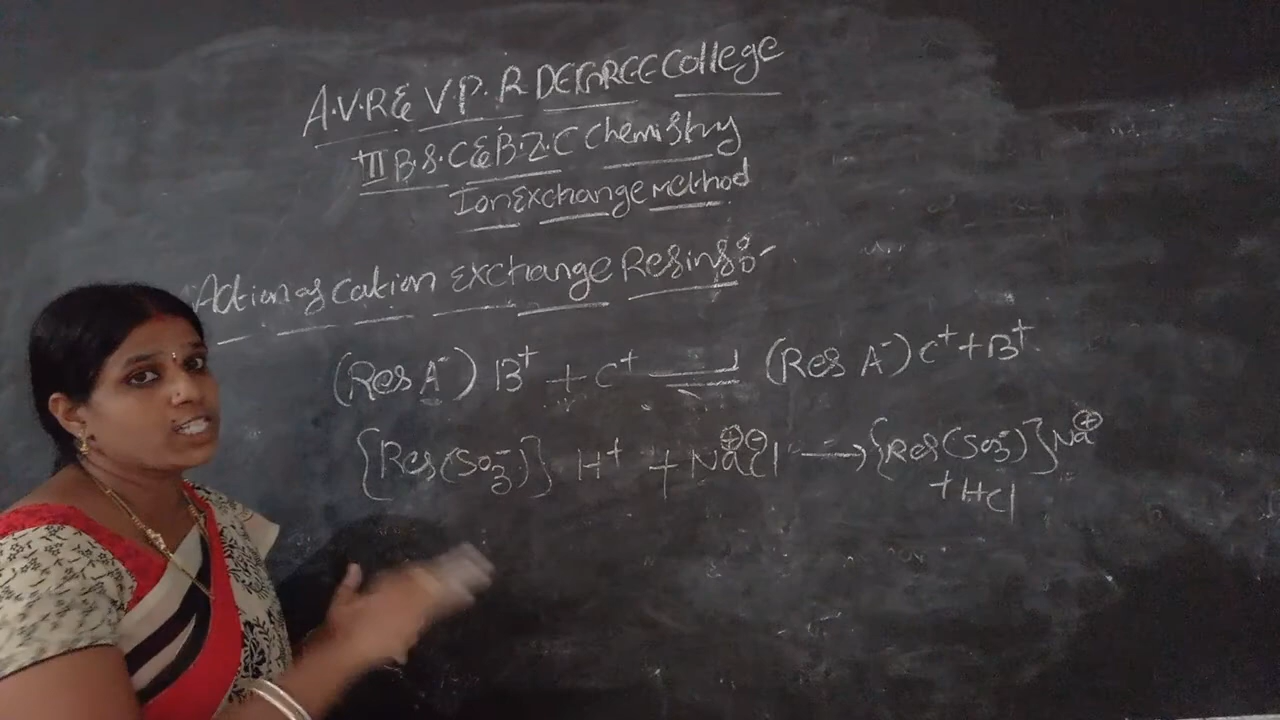 A.V.R & V.P.R DEGREE College
III B.S.C & B.Z.C Chemistry
Ion Exchange Method
Action of cation Exchange Resins:-
(Res A⁻) B⁺ + C⁺ ⇌ (Res A⁻) C⁺ + B⁺
{Res(SO₃⁻)} H⁺ + Na⊕Cl⊖ → {Res(SO₃⁻)} Na⊕
+ HCl